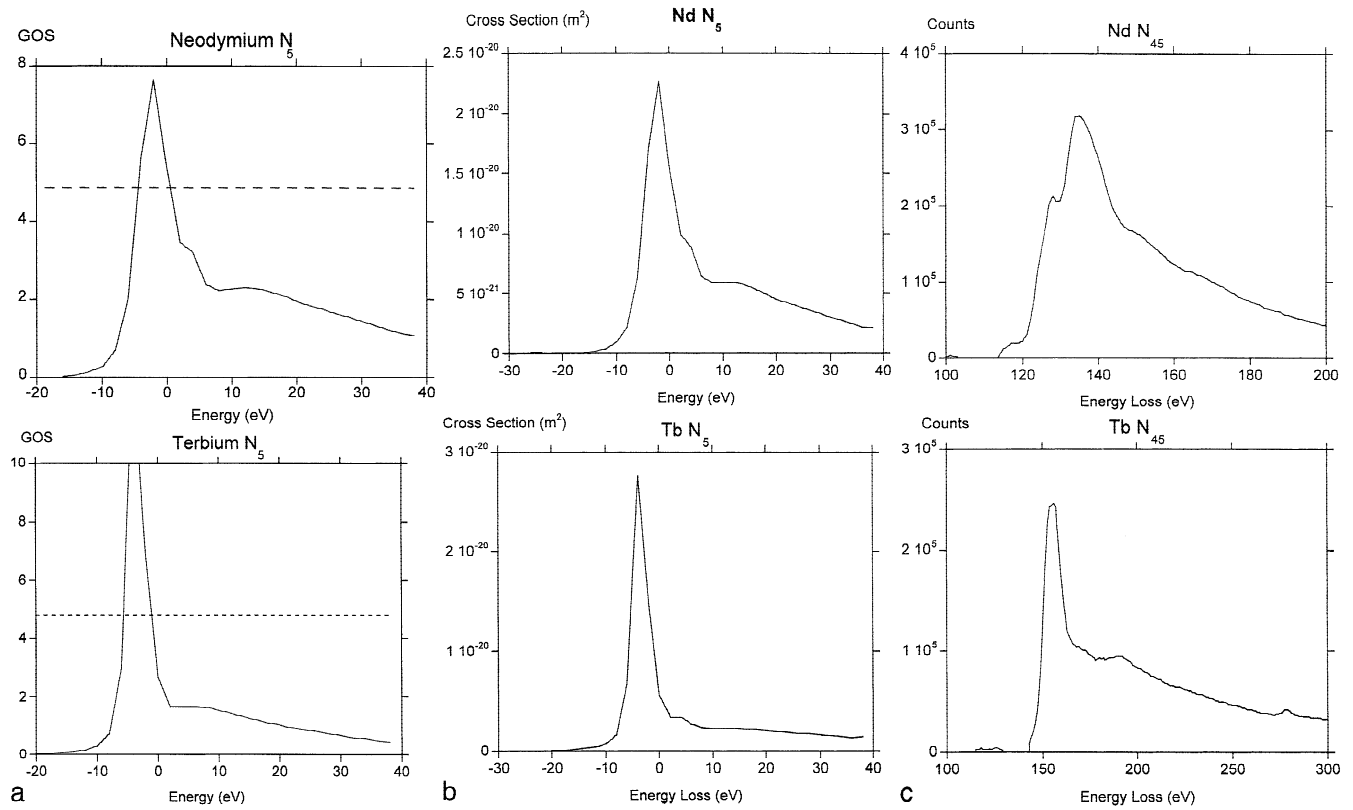 GOS
Neodymium N5
8
6
4
2
0
-20 -10 0 10 20 30 40
Energy (eV)
Cross Section (m2)
Nd N5
2.5 10-20
2 10-20
1.5 10-20
1 10-20
5 10-21
0
-30 -20 -10 0 10 20 30 40
Energy (eV)
Counts
Nd N45
4 105
3 105
2 105
1 105
0
100 120 140 160 180 200
Energy Loss (eV)
GOS
Terbium N5
10
8
6
4
2
0
-20 -10 0 10 20 30 40
Energy (eV)
a
Cross Section (m2)
Tb N5
3 10-20
2 10-20
1 10-20
0
-30 -20 -10 0 10 20 30 40
Energy Loss (eV)
b
Counts
Tb N45
3 105
2 105
1 105
0
100 150 200 250 300
Energy Loss (eV)
c